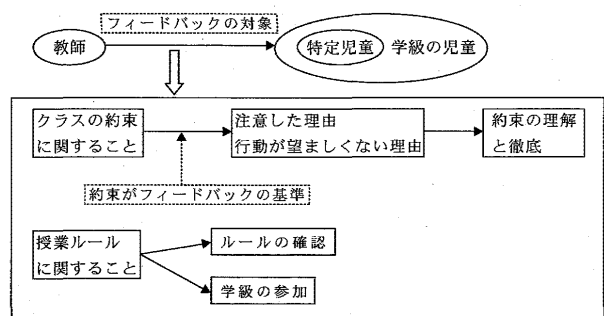 フィードバックの対象
教師
特定児童
学級の児童
クラスの約束
に関すること
注意した理由
行動が望ましくない理由
約束の理解
と徹底
約束がフィードバックの基準
授業ルール
に関すること
ルールの確認
学級の参加